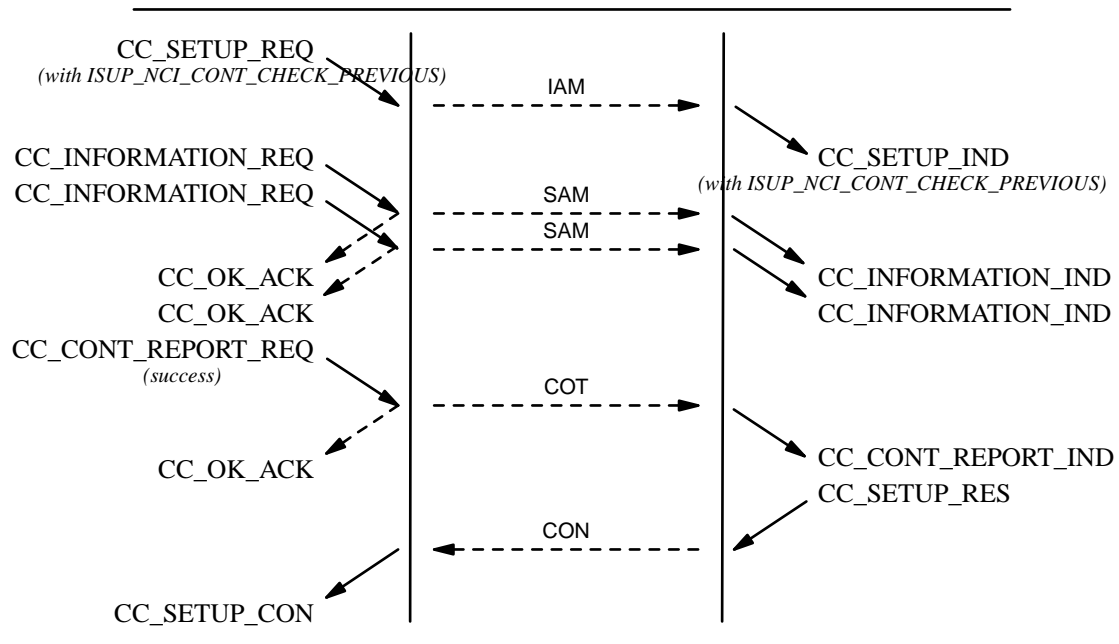 CC_SETUP_REQ
(with ISUP_NCI_CONT_CHECK_PREVIOUS)
IAM
CC_INFORMATION_REQ
CC_SETUP_IND
CC_INFORMATION_REQ
(with ISUP_NCI_CONT_CHECK_PREVIOUS)
SAM
SAM
CC_OK_ACK
CC_INFORMATION_IND
CC_OK_ACK
CC_INFORMATION_IND
CC_CONT_REPORT_REQ
(success)
COT
CC_OK_ACK
CC_CONT_REPORT_IND
CC_SETUP_RES
CON
CC_SETUP_CON